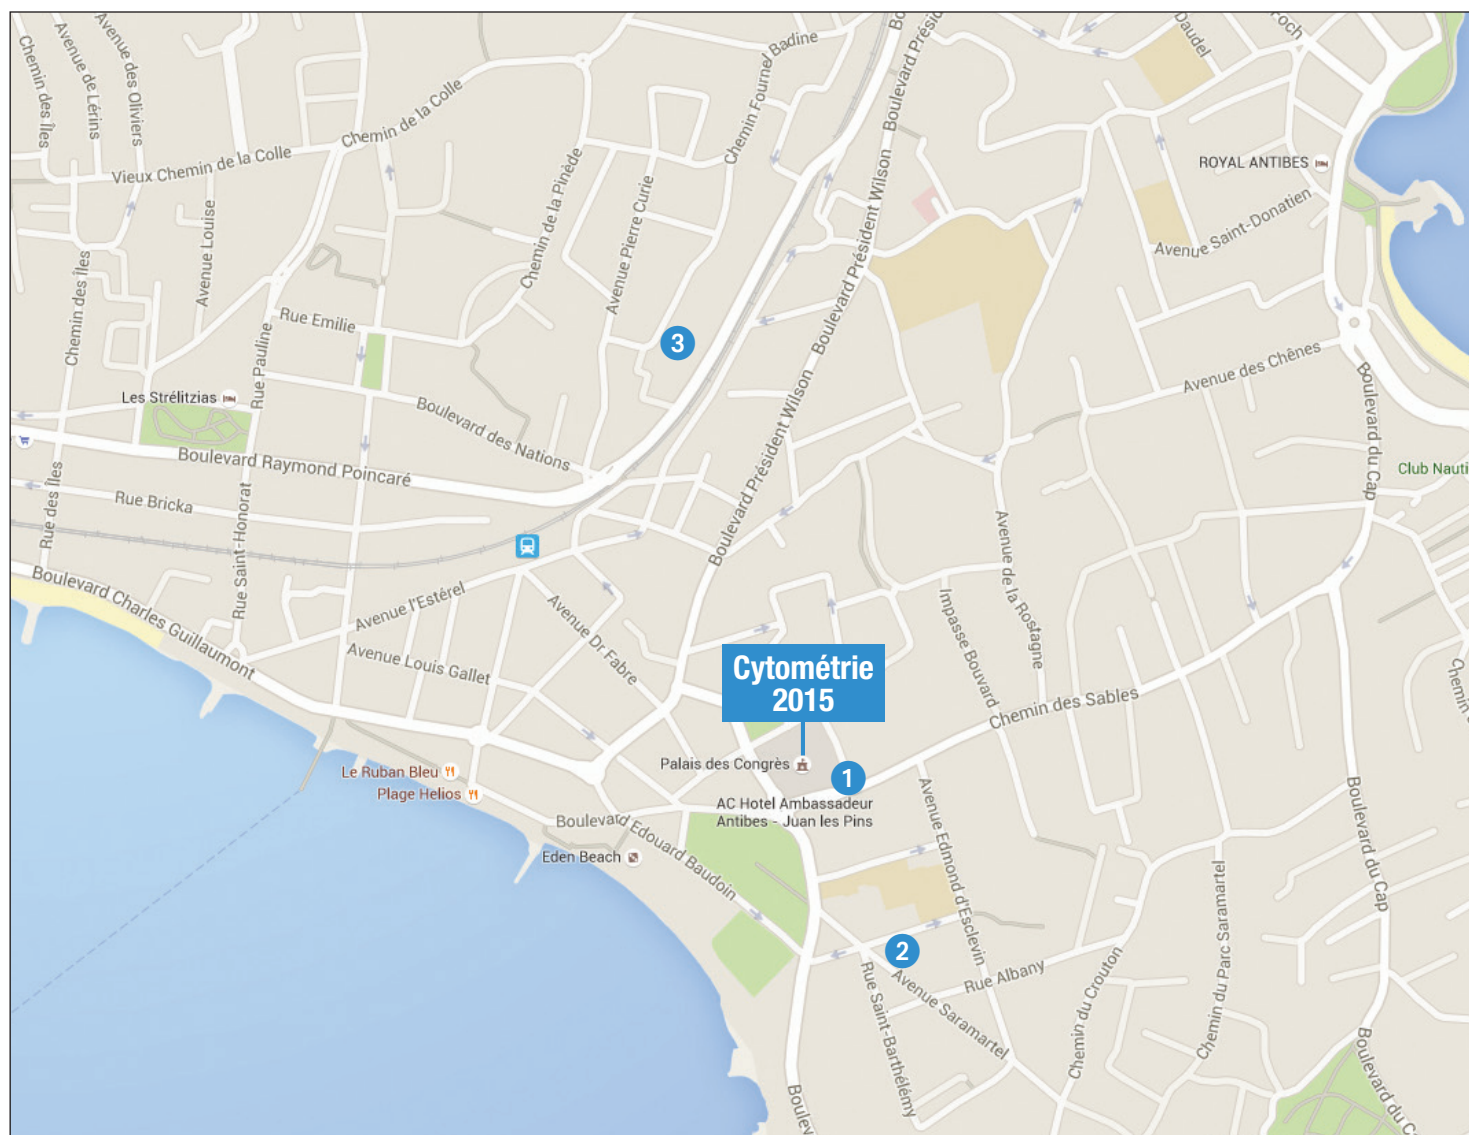 Chemin des Îles
Avenue de Lérins
Avenue des Oliviers
Vieux Chemin de la Colle
Chemin de la Colle
Avenue Louise
Chemin des Îles
Rue Pauline
Rue Emilie
Chemin de la Pinède
Avenue Pierre Curie
Chemin Fournel Badine
Boulevard Président Wilson
Boulevard Président Wilson
Boulevard Président Wilson
Daudel
Foch
ROYAL ANTIBES
Avenue Saint-Donatien
Avenue des Chênes
Boulevard du Cap
Club Nauti
3
Les Strélitzias
Boulevard des Nations
Boulevard Raymond Poincaré
Rue Bricka
Rue des Îles
Rue Saint-Honorat
Boulevard Charles Guillaumont
Avenue l'Estérel
Avenue Louis Gallet
Avenue Dr Fabre
Avenue de la Rostagne
Impasse Bouvard
Chemin des Sables
Cytométrie
2015
Palais des Congrès
1
AC Hotel Ambassadeur
Antibes - Juan les Pins
Le Ruban Bleu
Plage Helios
Boulevard Edouard Baudoin
Eden Beach
Avenue Edmond d'Esclevin
2
Rue Albany
Avenue Saramartel
Rue Saint-Barthélémy
Chemin du Crouton
Chemin du Parc Saramartel
Boulevard du Cap
Boulevard du C
Boulev